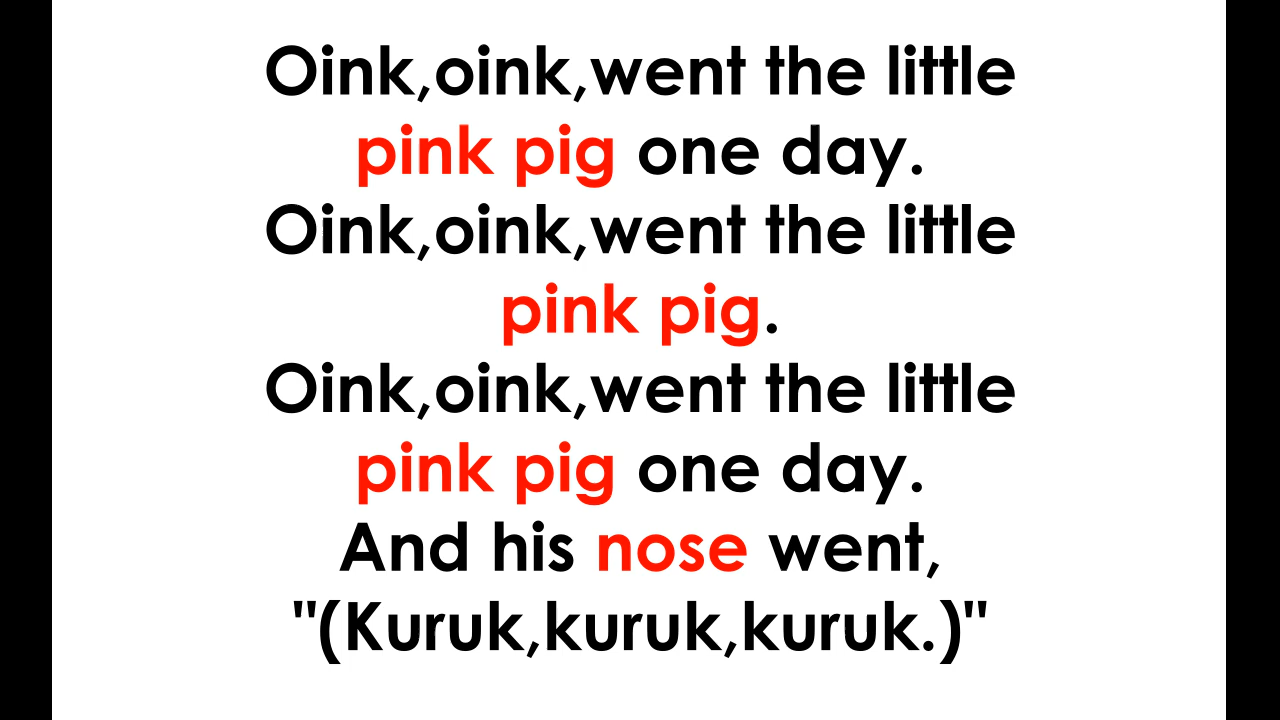 Oink,oink,went the little
pink pig one day.
Oink,oink,went the little
pink pig.
Oink,oink,went the little
pink pig one day.
And his nose went,
"(Kuruk,kuruk,kuruk.)"